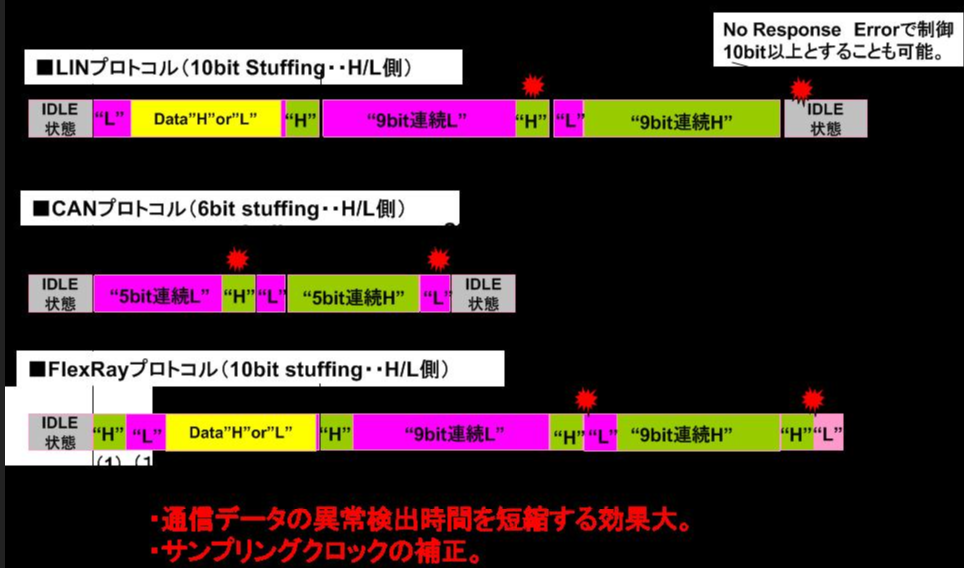 No Response Errorで制御
10bit以上とすることも可能。
■LINプロトコル（10bit Stuffing‥H/L側）
IDLE
状態
“L”
Data”H”or”L”
“H”
“9bit連続L”
“H”
“L”
“9bit連続H”
IDLE
状態
■CANプロトコル（6bit stuffing‥H/L側）
IDLE
状態
“5bit連続L”
“H”
“L”
“5bit連続H”
“L”
IDLE
状態
■FlexRayプロトコル（10bit stuffing‥H/L側）
IDLE
状態
“H”
“L”
Data”H”or”L”
“H”
“9bit連続L”
“H”
“L”
“9bit連続H”
“H”
“L”
・通信データの異常検出時間を短縮する効果大。
・サンプリングクロックの補正。